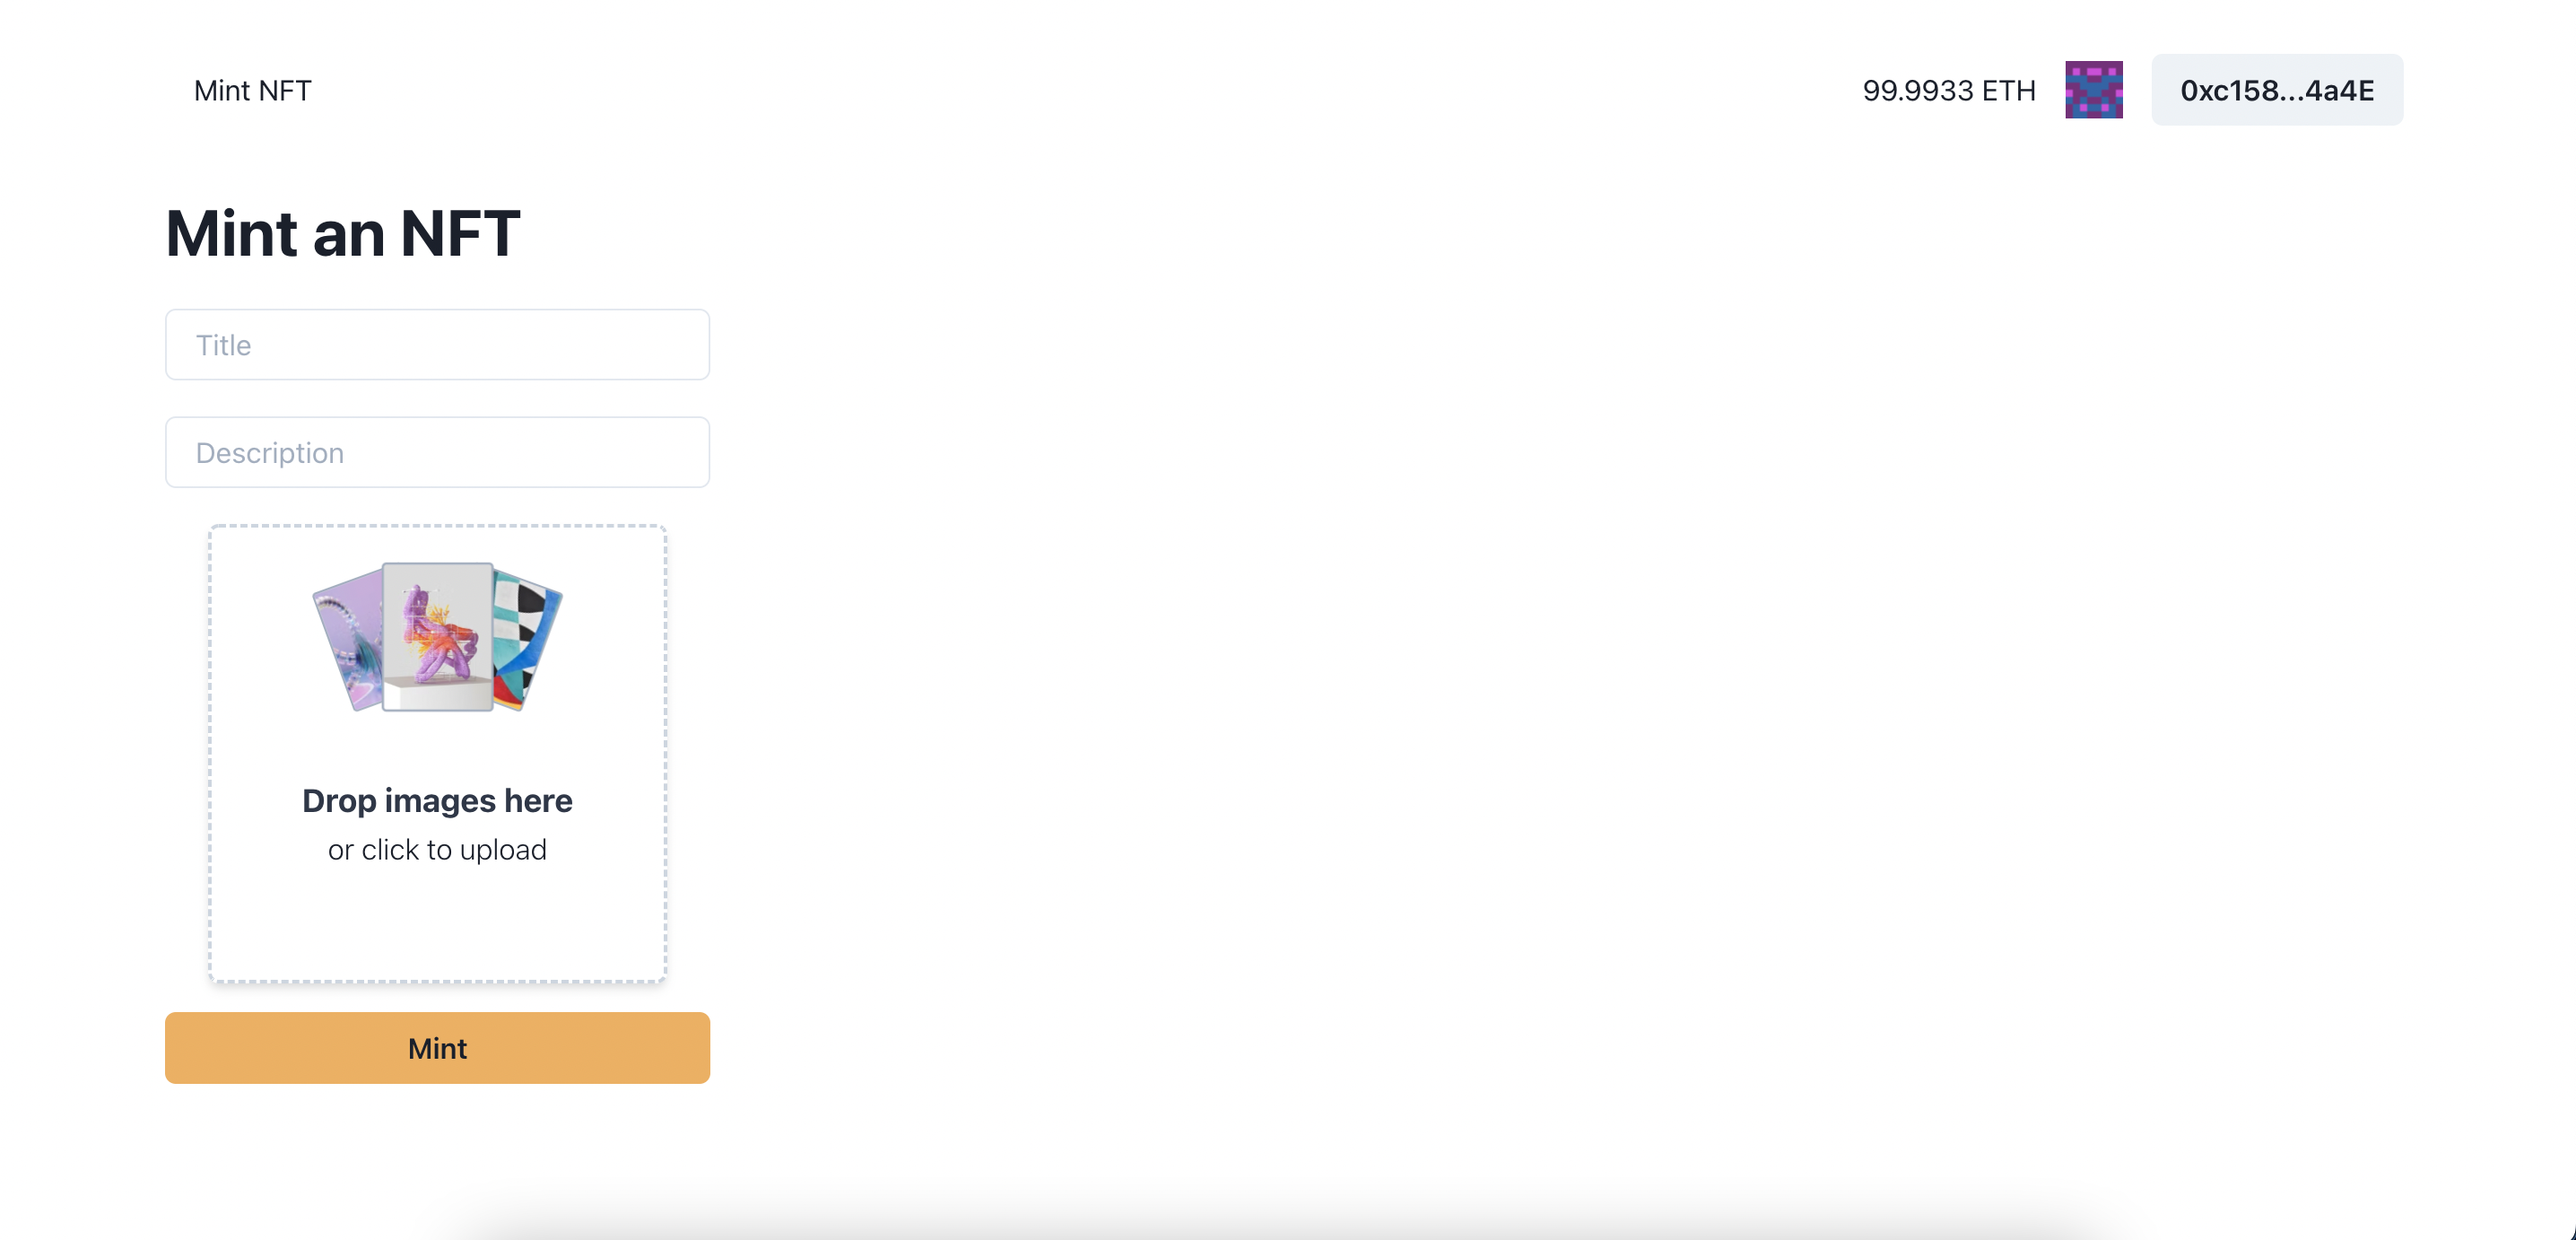 Mint NFT
99.9933 ETH
0xc158...4a4E
Mint an NFT
Title
Description
Drop images here
or click to upload
Mint